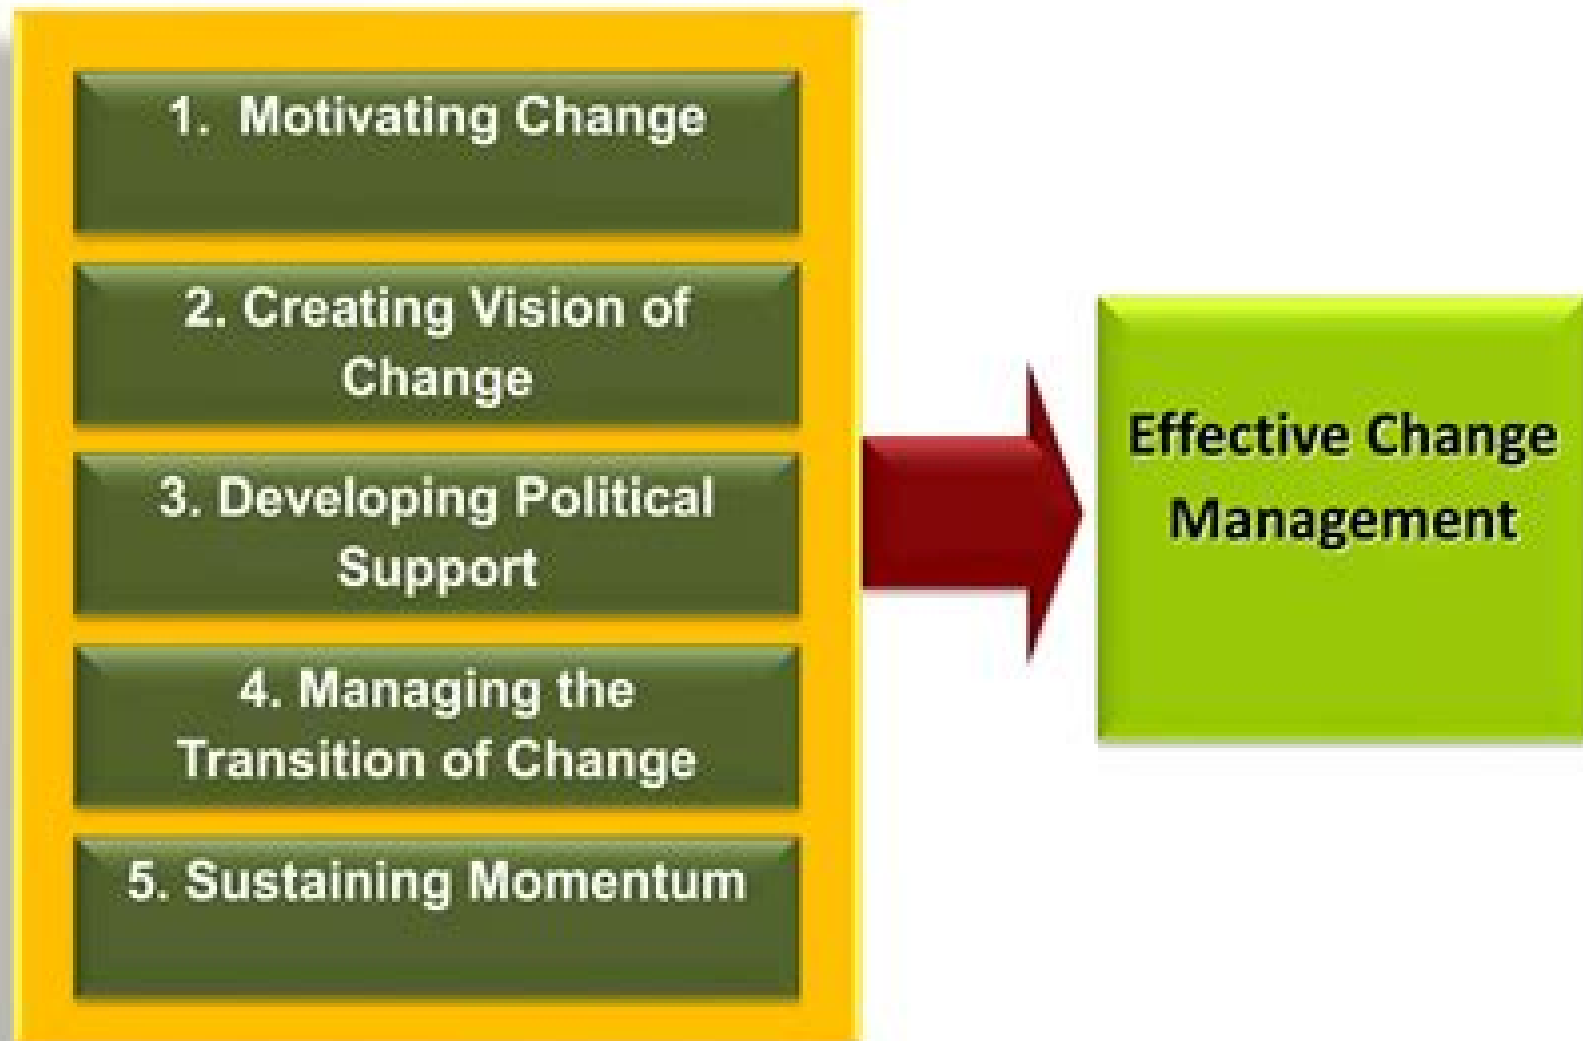 1. Motivating Change
2. Creating Vision of
Change
3. Developing Political
Support
4. Managing the
Transition of Change
5. Sustaining Momentum
Effective Change
Management